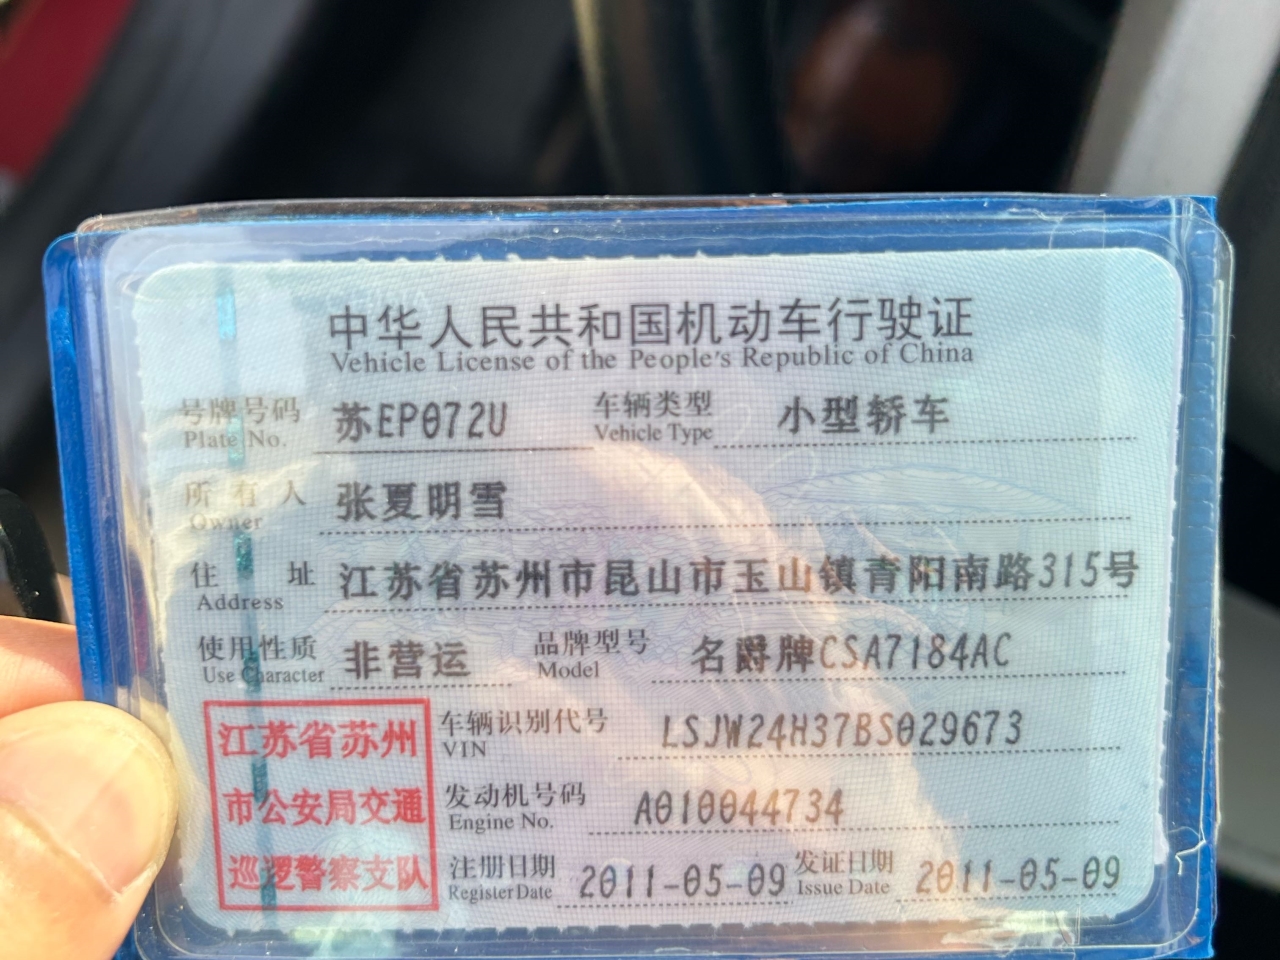 中华人民共和国机动车行驶证
Vehicle License of the People's Republic of China
号牌号码 苏EP072U 车辆类型 小型轿车
Plate No. Vehicle Type
所有人 张夏明雪
Owner
住址 江苏省苏州市昆山市玉山镇青阳南路315号
Address
使用性质 非营运 品牌型号 名爵牌CSA7184AC
Use Character Model
江苏省苏州
市公安局交通
巡逻警察支队
车辆识别代号 LSJW24H37BS029673
VIN
发动机号码 A010044734
Engine No.
注册日期 2011-05-09 发证日期 2011-05-09
Register Date Issue Date